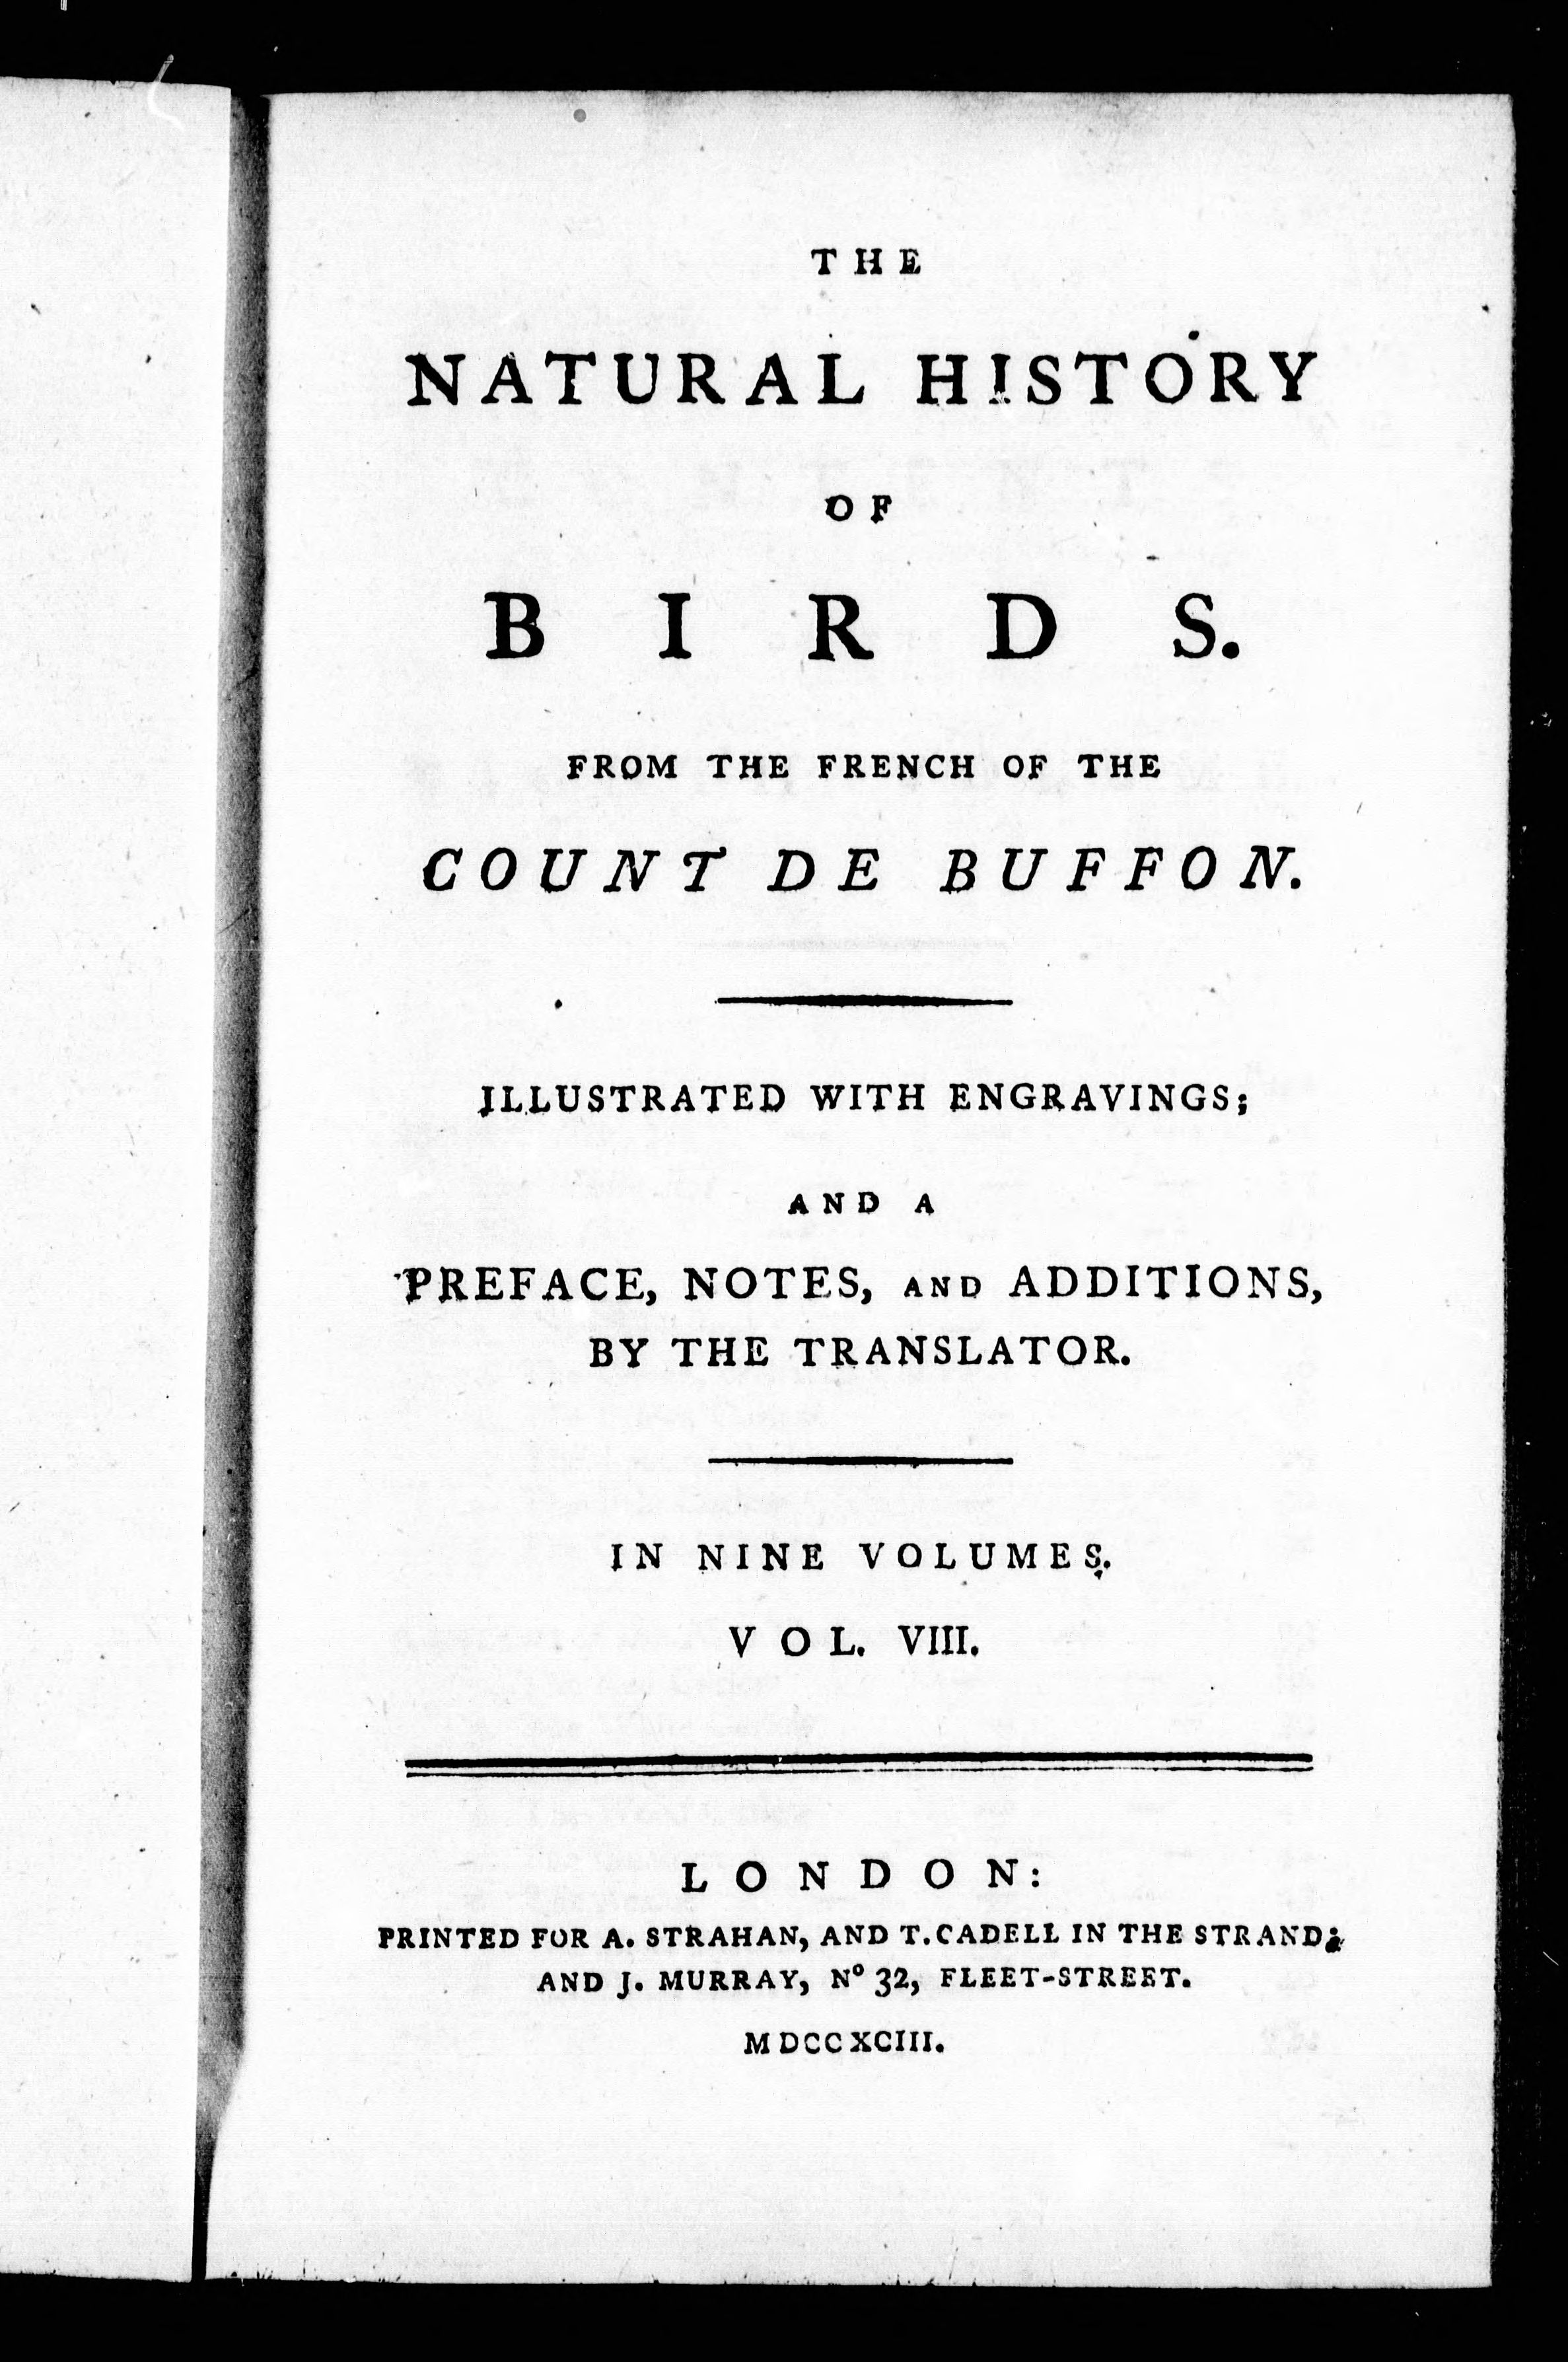 THE
NATURAL HISTORY
OF
BIRDS.
FROM THE FRENCH OF THE
COUNT DE BUFFON.
ILLUSTRATED WITH ENGRAVINGS;
AND A
PREFACE, NOTES, AND ADDITIONS,
BY THE TRANSLATOR.
IN NINE VOLUMES.
VOL. VIII.
LONDON:
PRINTED FOR A. STRAHAN, AND T. CADELL IN THE STRAND;
AND J. MURRAY, Nº 32, FLEET-STREET.
MDCCXCIII.